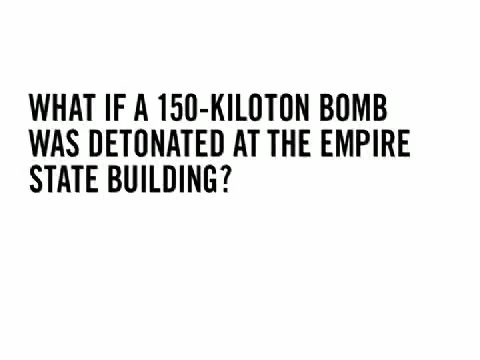 WHAT IF A 150-KILOTON BOMB
WAS DETONATED AT THE EMPIRE
STATE BUILDING?